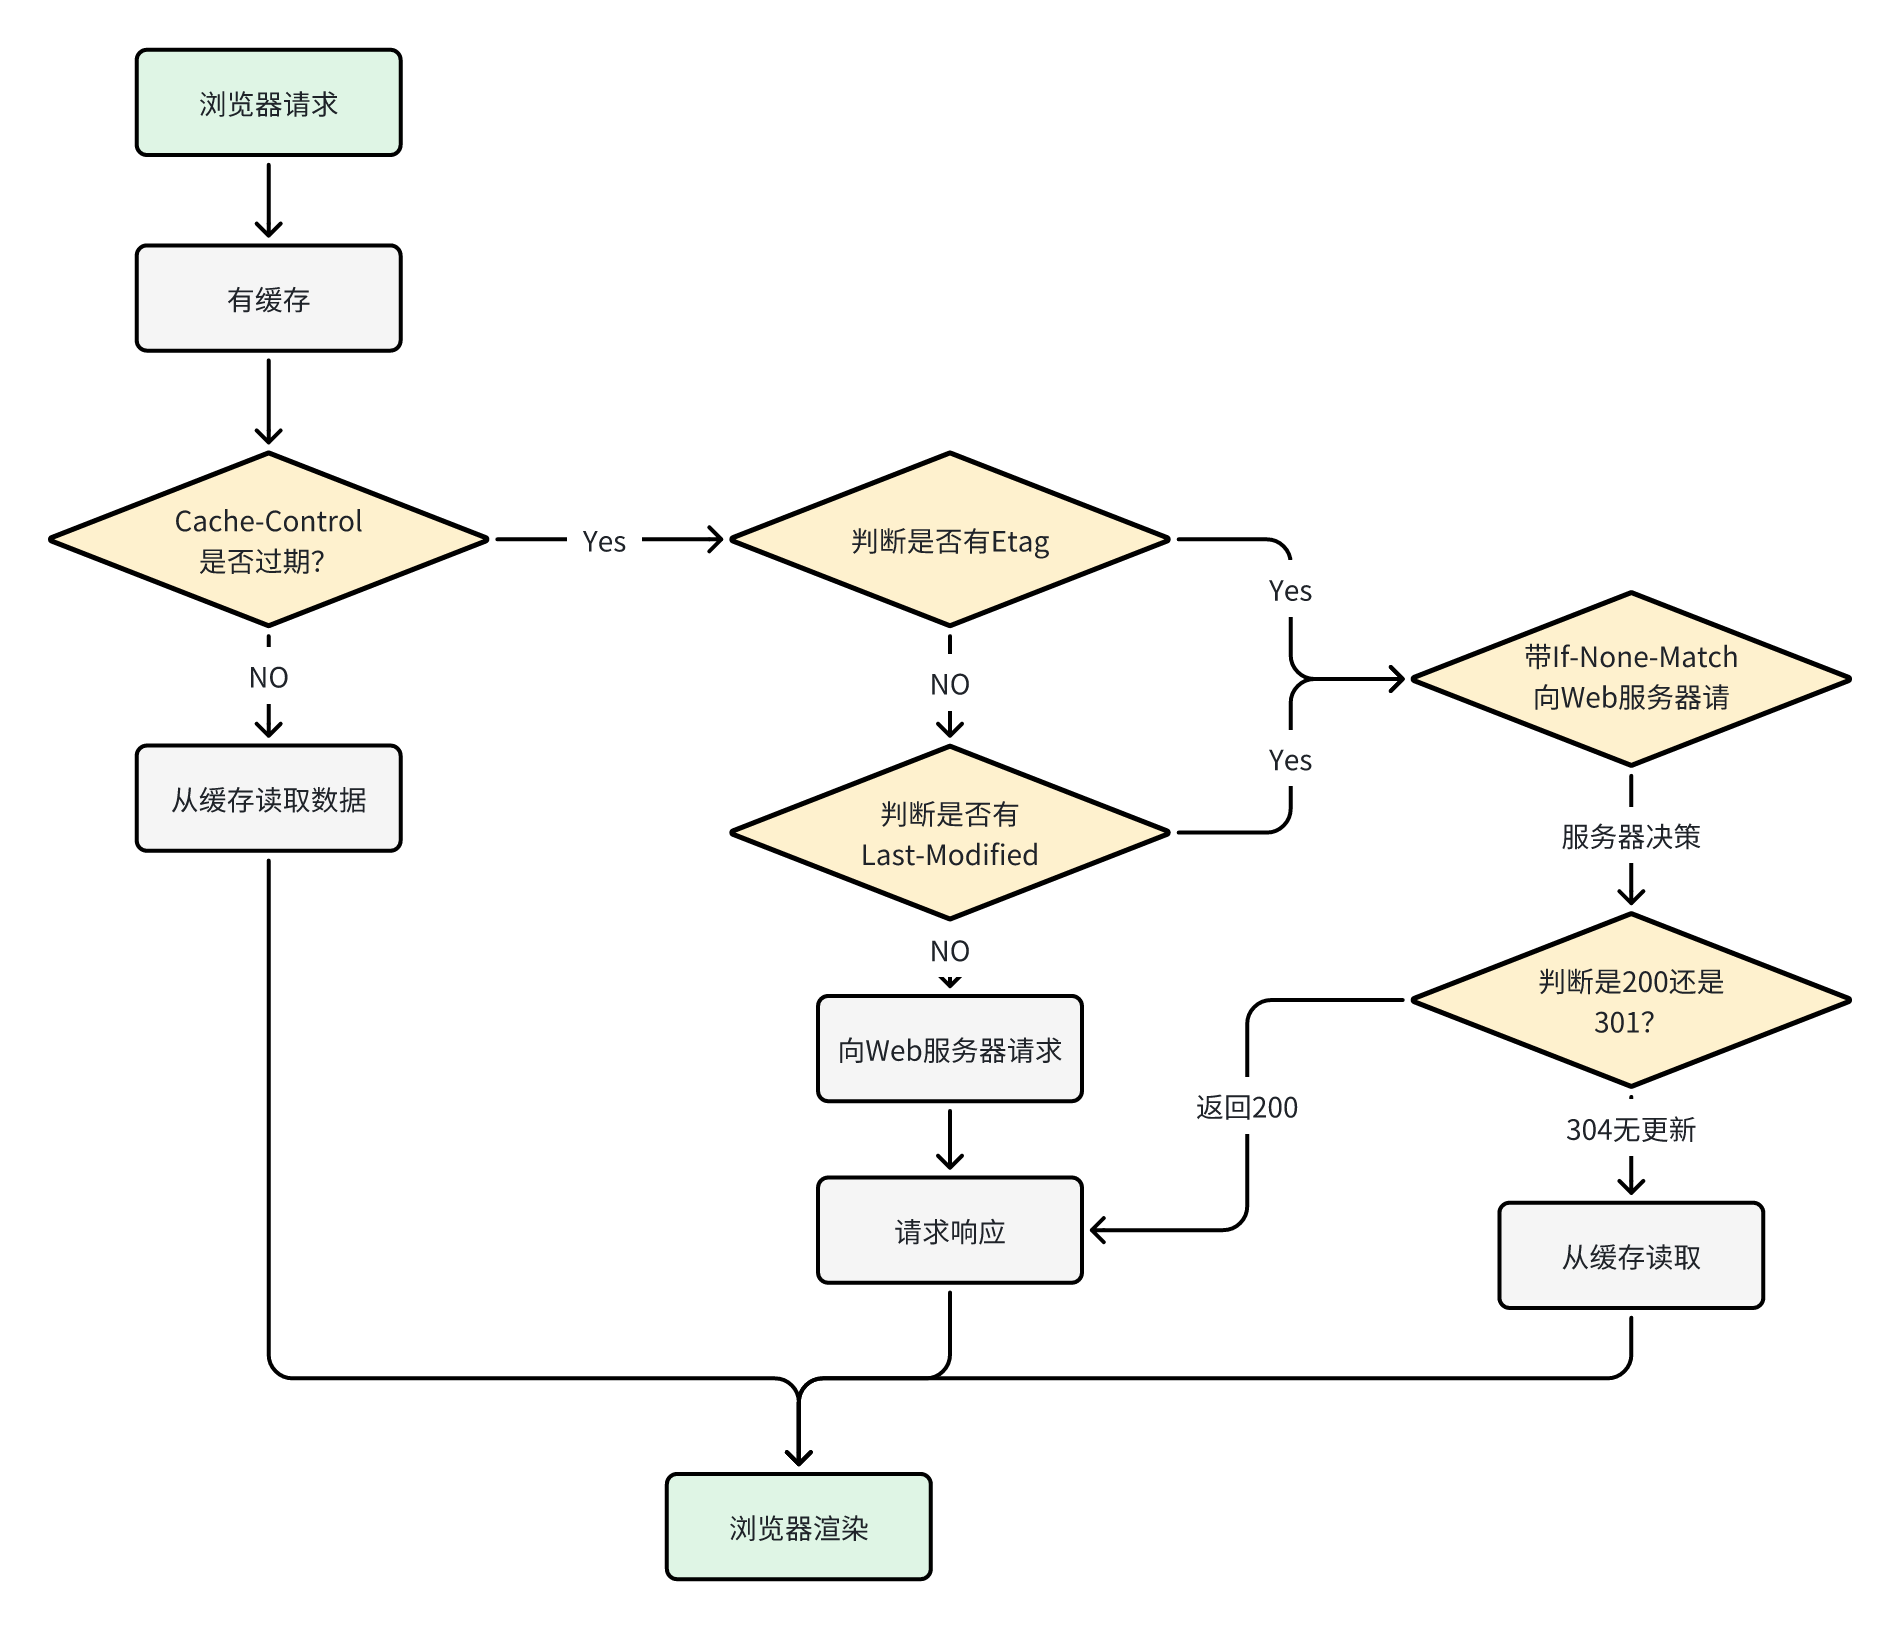 浏览器请求
有缓存
Cache-Control
是否过期?
Yes
判断是否有Etag
Yes
NO
NO
带If-None-Match
向Web服务器请
从缓存读取数据
判断是否有
Last-Modified
Yes
服务器决策
NO
判断是200还是
301?
向Web服务器请求
返回200
304无更新
请求响应
从缓存读取
浏览器渲染